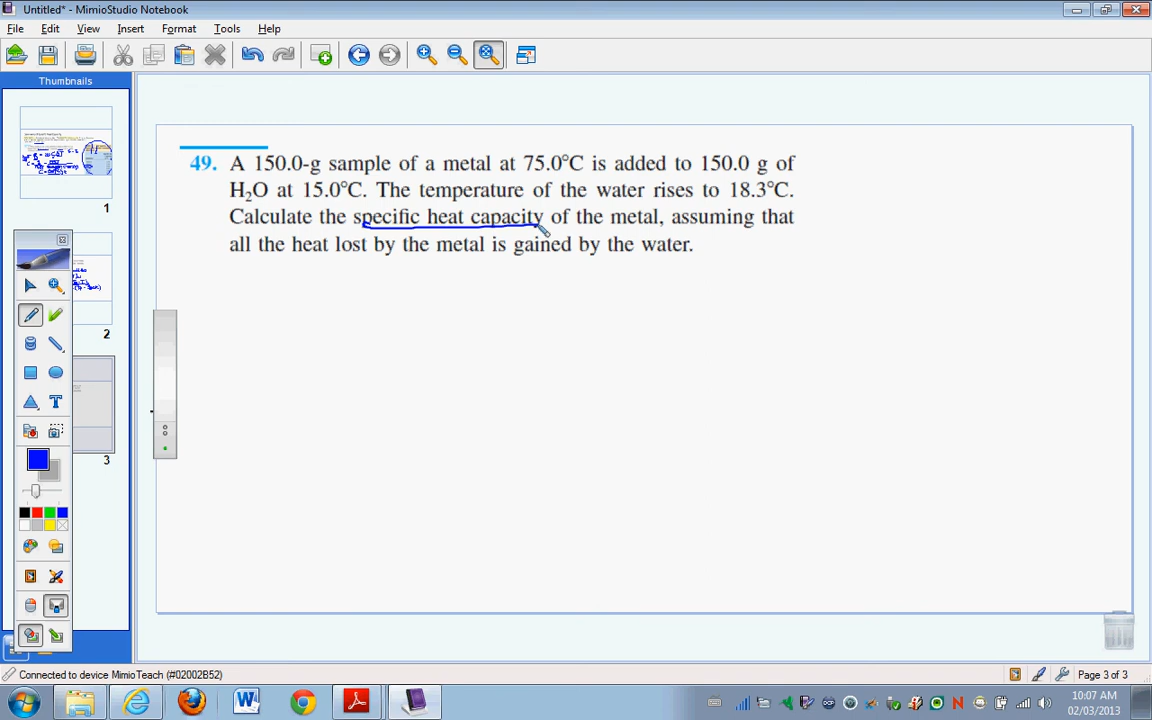 Untitled* - MimioStudio Notebook
File Edit View Insert Format Tools Help
Thumbnails
1
2
3
49. A 150.0-g sample of a metal at 75.0°C is added to 150.0 g of
H₂O at 15.0°C. The temperature of the water rises to 18.3°C.
Calculate the specific heat capacity of the metal, assuming that
all the heat lost by the metal is gained by the water.
Connected to device MimioTeach (#02002B52)
Page 3 of 3
10:07 AM
02/03/2013